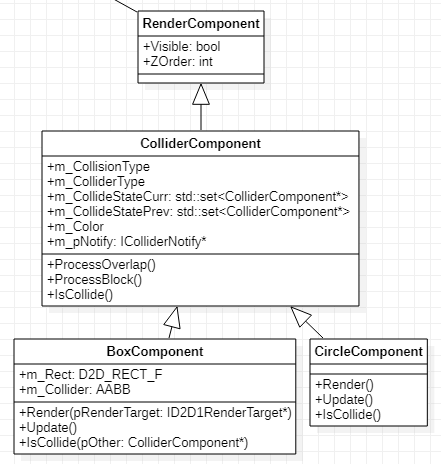 RenderComponent
+Visible: bool
+ZOrder: int
ColliderComponent
+m_CollisionType
+m_ColliderType
+m_CollideStateCurr: std::set<ColliderComponent*>
+m_CollideStatePrev: std::set<ColliderComponent*>
+m_Color
+m_pNotify: IColliderNotify*
+ProcessOverlap()
+ProcessBlock()
+IsCollide()
BoxComponent
+m_Rect: D2D_RECT_F
+m_Collider: AABB
+Render(pRenderTarget: ID2D1RenderTarget*)
+Update()
+IsCollide(pOther: ColliderComponent*)
CircleComponent
+Render()
+Update()
+IsCollide()